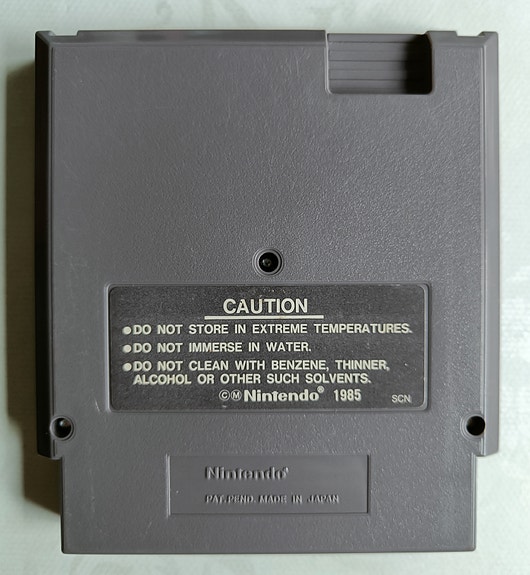 CAUTION
●DO NOT STORE IN EXTREME TEMPERATURES.
●DO NOT IMMERSE IN WATER.
●DO NOT CLEAN WITH BENZENE, THINNER,
ALCOHOL OR OTHER SUCH SOLVENTS.
©Ⓜ Nintendo® 1985 SCN
Nintendo®
PAT. PEND. MADE IN JAPAN